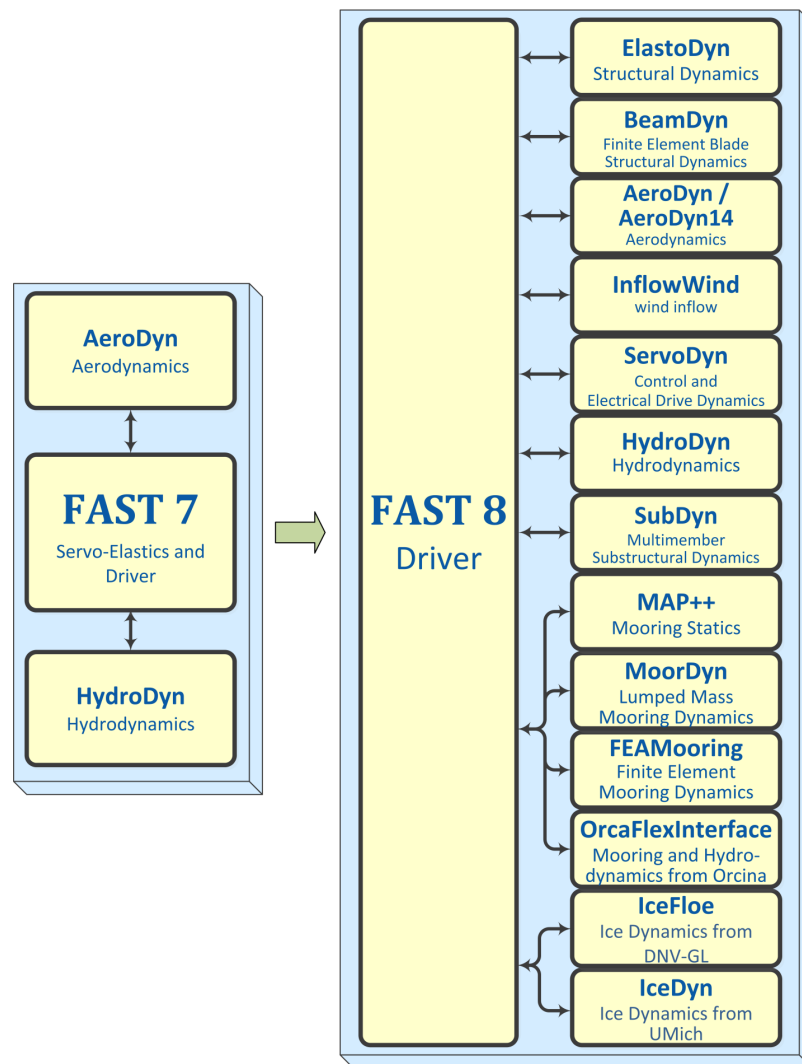 AeroDyn
Aerodynamics
FAST 7
Servo-Elastics and
Driver
HydroDyn
Hydrodynamics
FAST 8
Driver
ElastoDyn
Structural Dynamics
BeamDyn
Finite Element Blade
Structural Dynamics
AeroDyn /
AeroDyn14
Aerodynamics
InflowWind
wind inflow
ServoDyn
Control and
Electrical Drive Dynamics
HydroDyn
Hydrodynamics
SubDyn
Multimember
Substructural Dynamics
MAP++
Mooring Statics
MoorDyn
Lumped Mass
Mooring Dynamics
FEAMooring
Finite Element
Mooring Dynamics
OrcaFlexInterface
Mooring and Hydro-
dynamics from Orcina
IceFloe
Ice Dynamics from
DNV-GL
IceDyn
Ice Dynamics from
UMich